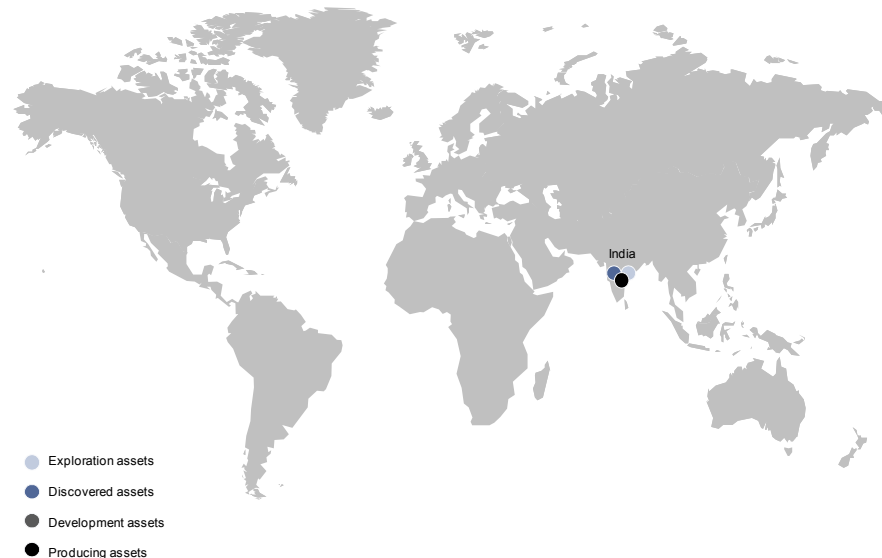 India
Exploration assets
Discovered assets
Development assets
Producing assets